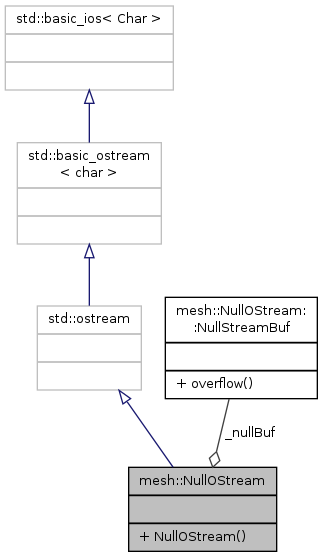 std::basic_ios< Char >
std::basic_ostream
< char >
std::ostream
mesh::NullOStream:
:NullStreamBuf
+ overflow()
_nullBuf
mesh::NullOStream
+ NullOStream()